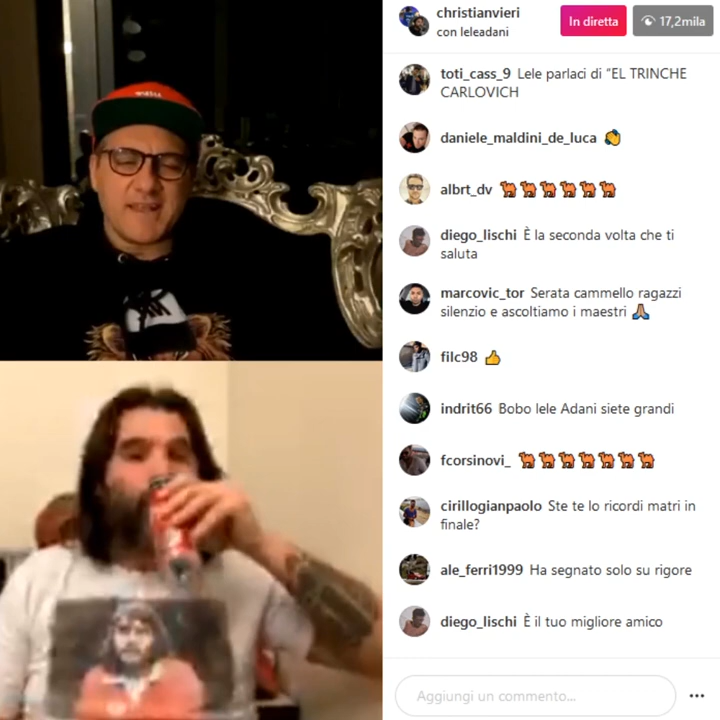 christianvieri
con leleadani
In diretta
17,2mila
toti_cass_9 Lele parlaci di “EL TRINCHE
CARLOVICH
daniele_maldini_de_luca
albrt_dv
diego_lischi È la seconda volta che ti
saluta
marcovic_tor Serata cammello ragazzi
silenzio e ascoltiamo i maestri
filc98
indrit66 Bobo lele Adani siete grandi
fcorsinovi_
cirillogianpaolo Ste te lo ricordi matri in
finale?
ale_ferri1999 Ha segnato solo su rigore
diego_lischi È il tuo migliore amico
Aggiungi un commento...